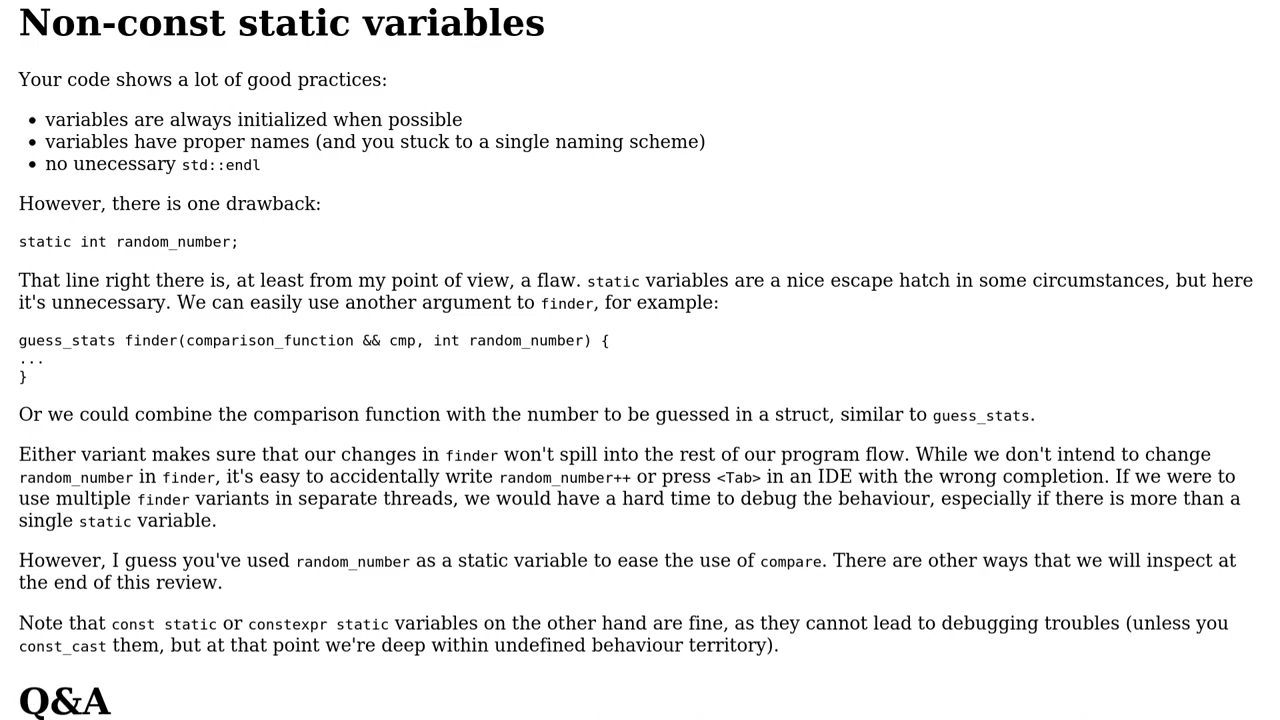 Non-const static variables
Your code shows a lot of good practices:
• variables are always initialized when possible
• variables have proper names (and you stuck to a single naming scheme)
• no unecessary std::endl
However, there is one drawback:
static int random_number;
That line right there is, at least from my point of view, a flaw. static variables are a nice escape hatch in some circumstances, but here
it's unnecessary. We can easily use another argument to finder, for example:
guess_stats finder(comparison_function && cmp, int random_number) {
...
}
Or we could combine the comparison function with the number to be guessed in a struct, similar to guess_stats.
Either variant makes sure that our changes in finder won't spill into the rest of our program flow. While we don't intend to change
random_number in finder, it's easy to accidentally write random_number++ or press <Tab> in an IDE with the wrong completion. If we were to
use multiple finder variants in separate threads, we would have a hard time to debug the behaviour, especially if there is more than a
single static variable.
However, I guess you've used random_number as a static variable to ease the use of compare. There are other ways that we will inspect at
the end of this review.
Note that const static or constexpr static variables on the other hand are fine, as they cannot lead to debugging troubles (unless you
const_cast them, but at that point we're deep within undefined behaviour territory).
Q&A